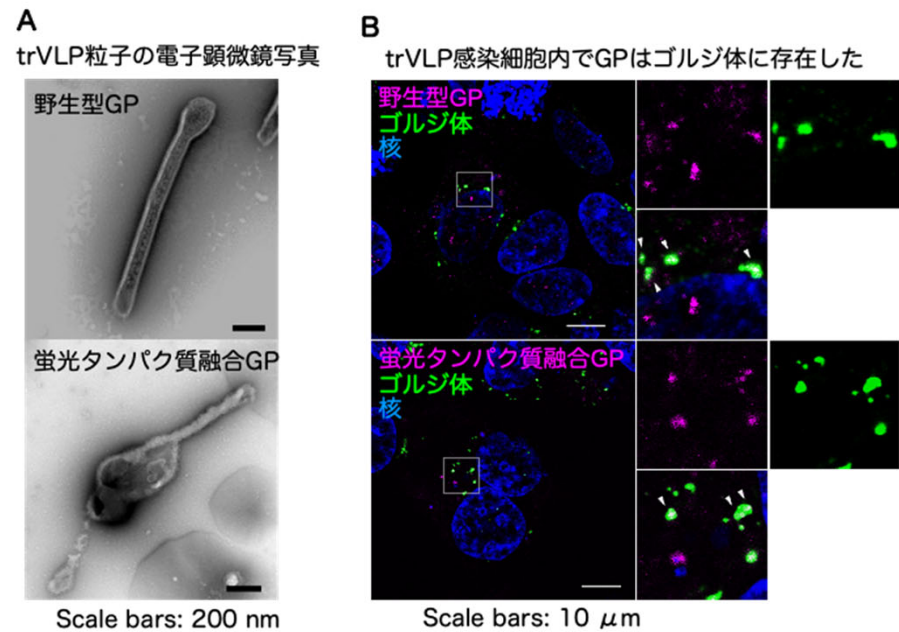 A
trVLP粒子の電子顕微鏡写真
野生型GP
蛍光タンパク質融合GP
Scale bars: 200 nm
B
trVLP感染細胞内でGPはゴルジ体に存在した
野生型GP
ゴルジ体
核
蛍光タンパク質融合GP
ゴルジ体
核
Scale bars: 10 μm